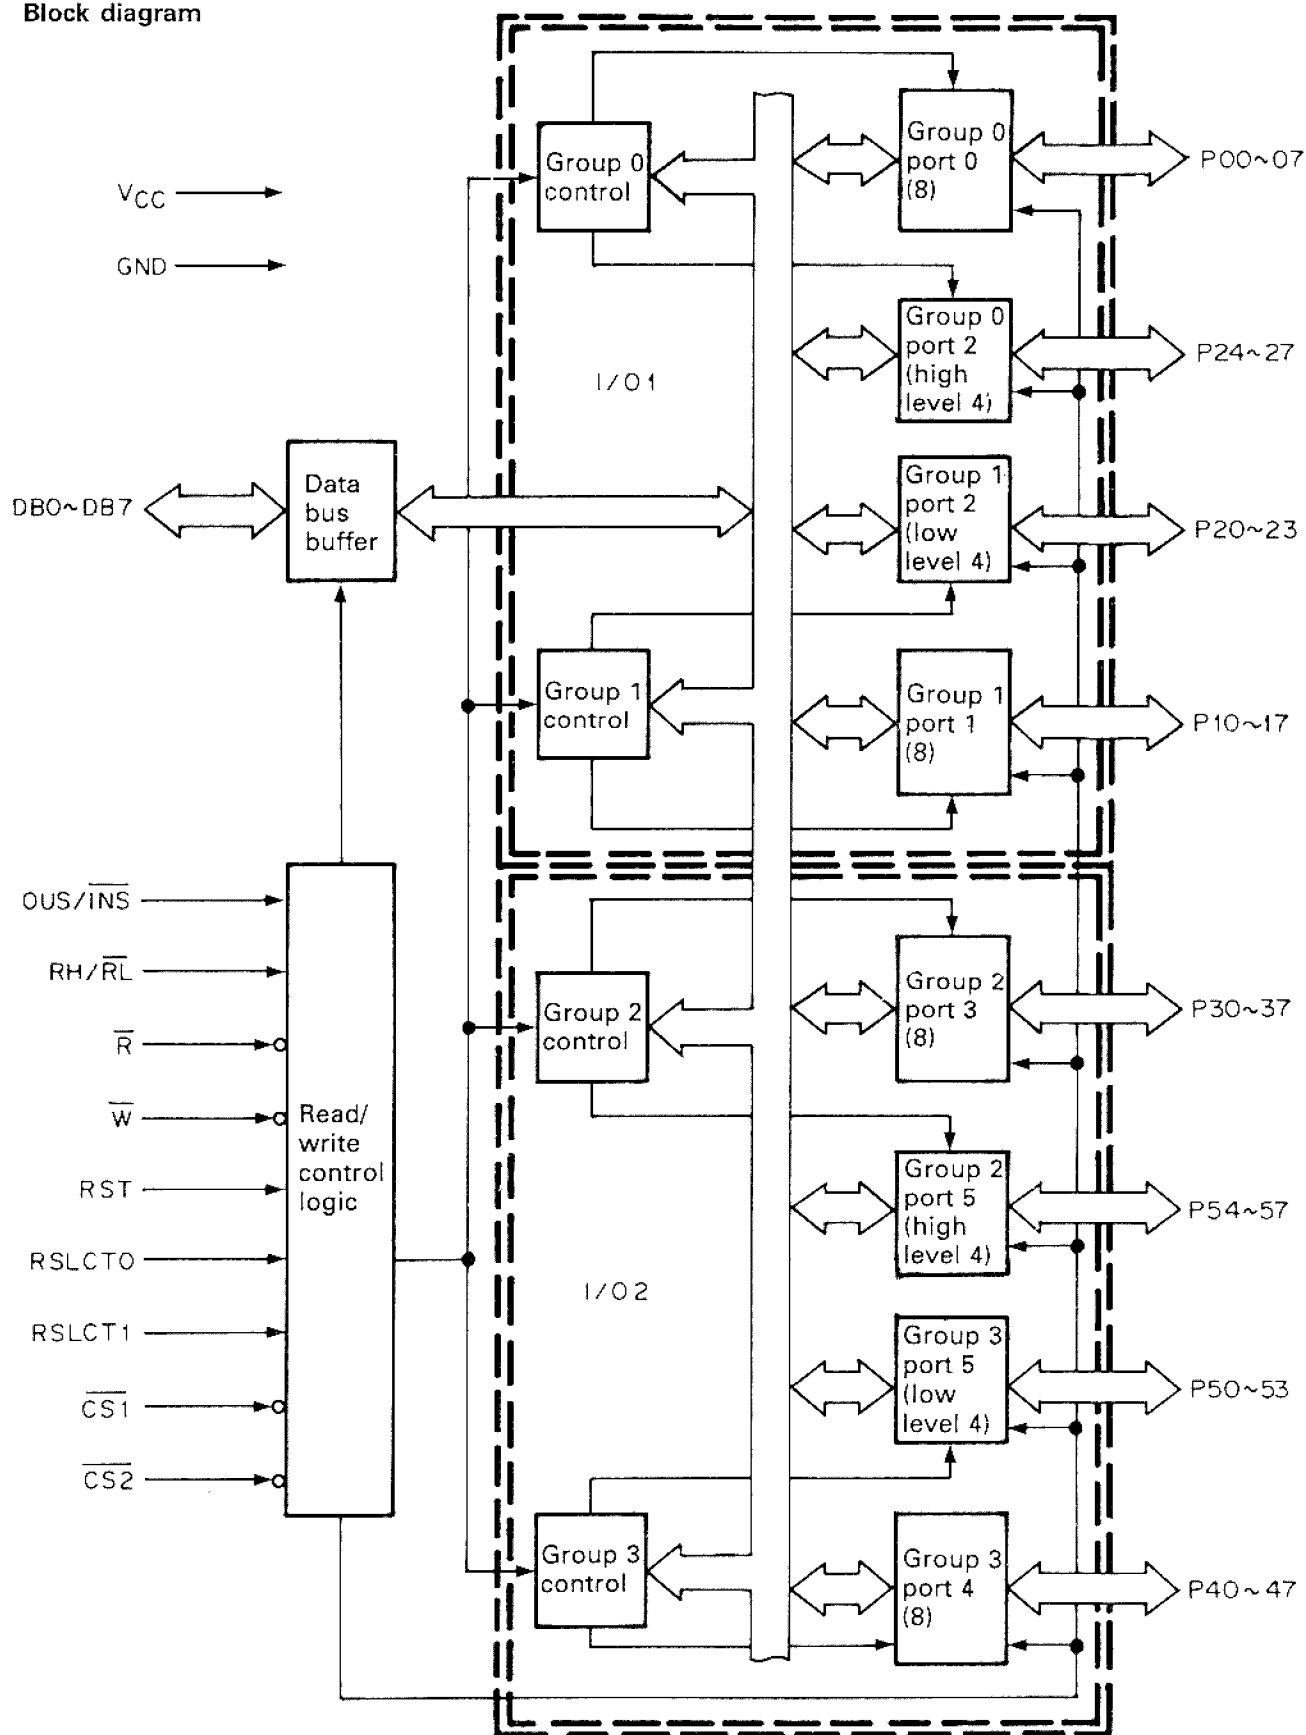 Block diagram
VCC
GND
DB0~DB7
Data
bus
buffer
OUS/I̅N̅S̅
RH/R̅L̅
R̅
W̅
RST
RSLCT0
RSLCT1
C̅S̅1̅
C̅S̅2̅
Read/
write
control
logic
I/O1
Group 0
control
Group 0
port 0
(8)
P00~07
Group 0
port 2
(high
level 4)
P24~27
Group 1
port 2
(low
level 4)
P20~23
Group 1
control
Group 1
port 1
(8)
P10~17
I/O2
Group 2
control
Group 2
port 3
(8)
P30~37
Group 2
port 5
(high
level 4)
P54~57
Group 3
port 5
(low
level 4)
P50~53
Group 3
control
Group 3
port 4
(8)
P40~47